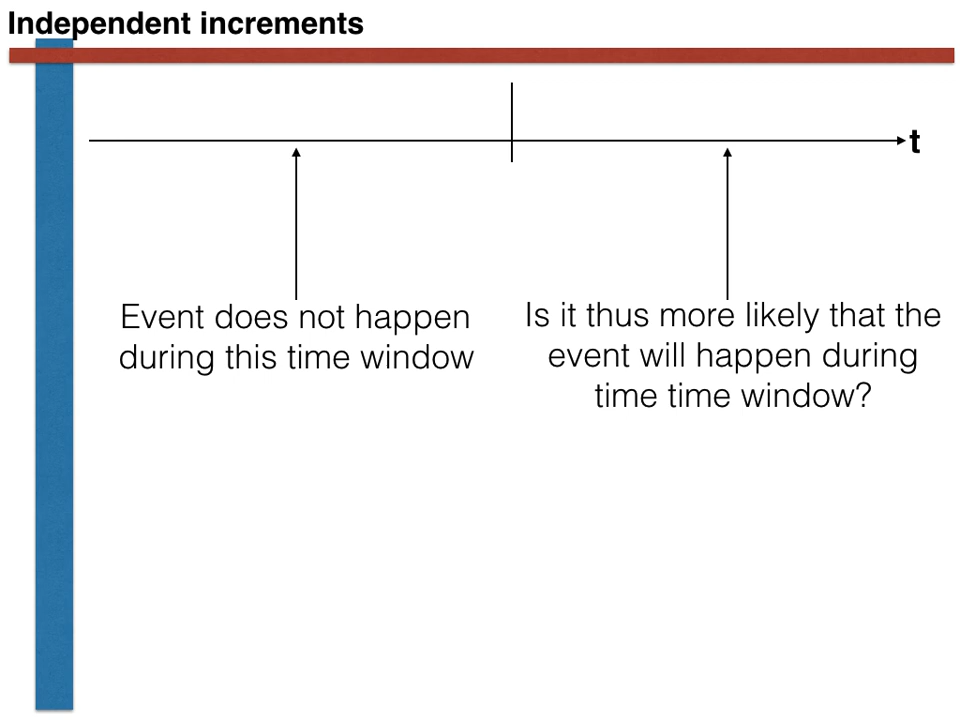 Independent increments
t
Event does not happen
during this time window
Is it thus more likely that the
event will happen during
time time window?